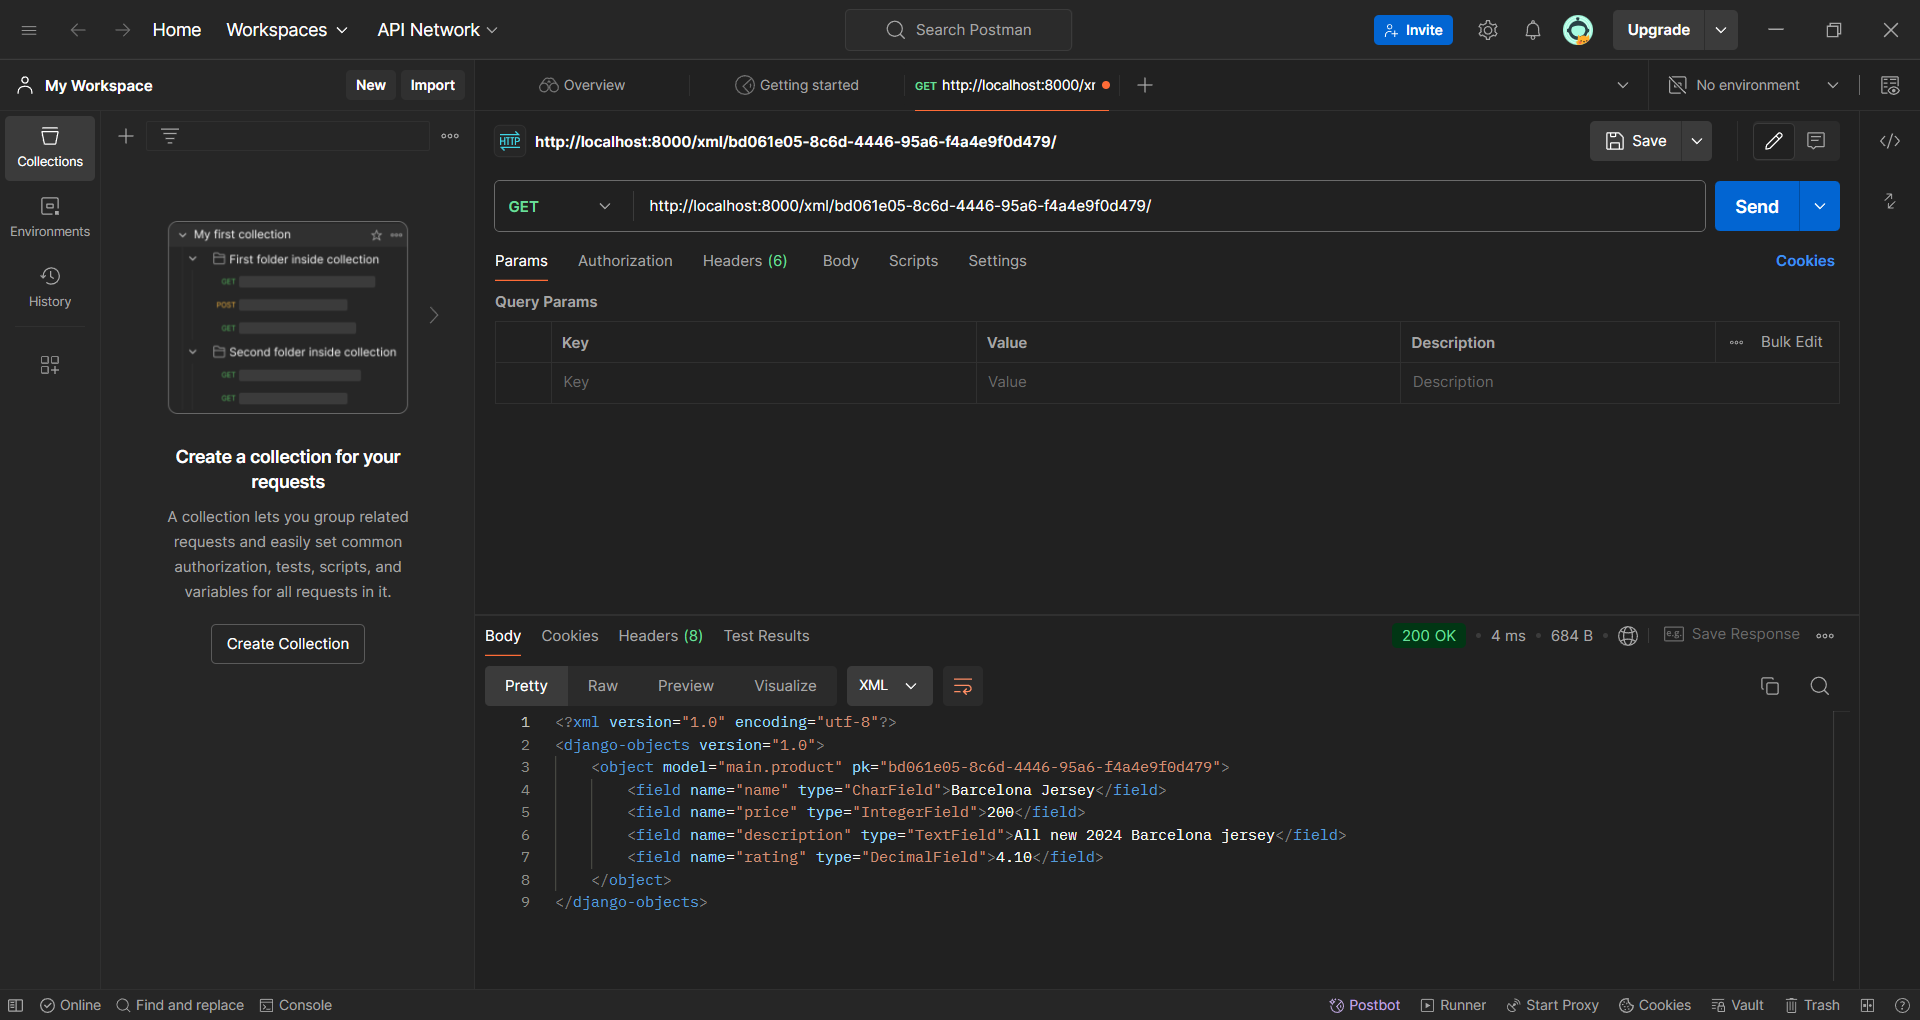 Home Workspaces API Network Search Postman Invite Upgrade
My Workspace New Import Overview Getting started GET http://localhost:8000/xr No environment
Collections
Environments
History
My first collection
First folder inside collection
GET
POST
GET
Second folder inside collection
GET
GET
Create a collection for your
requests
A collection lets you group related
requests and easily set common
authorization, tests, scripts, and
variables for all requests in it.
Create Collection
HTTP http://localhost:8000/xml/bd061e05-8c6d-4446-95a6-f4a4e9f0d479/ Save
GET http://localhost:8000/xml/bd061e05-8c6d-4446-95a6-f4a4e9f0d479/ Send
Params Authorization Headers (6) Body Scripts Settings Cookies
Query Params
Key Value Description Bulk Edit
Key Value Description
Body Cookies Headers (8) Test Results 200 OK • 4 ms • 684 B • e.g. Save Response
Pretty Raw Preview Visualize XML
1 <?xml version="1.0" encoding="utf-8"?>
2 <django-objects version="1.0">
3 <object model="main.product" pk="bd061e05-8c6d-4446-95a6-f4a4e9f0d479">
4 <field name="name" type="CharField">Barcelona Jersey</field>
5 <field name="price" type="IntegerField">200</field>
6 <field name="description" type="TextField">All new 2024 Barcelona jersey</field>
7 <field name="rating" type="DecimalField">4.10</field>
8 </object>
9 </django-objects>
Online Find and replace Console Postbot Runner Start Proxy Cookies Vault Trash